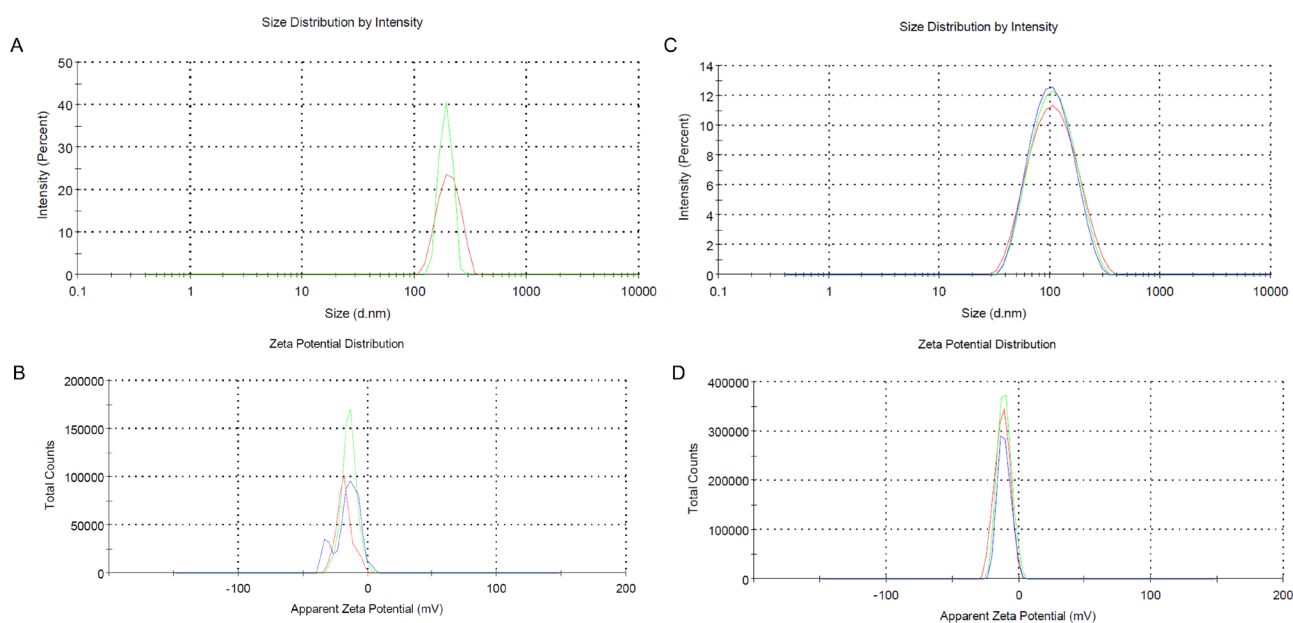 Size Distribution by Intensity
A
50
40
30
20
10
0
Intensity (Percent)
0.1 1 10 100 1000 10000
Size (d.nm)
Size Distribution by Intensity
C
14
12
10
8
6
4
2
0
Intensity (Percent)
0.1 1 10 100 1000 10000
Size (d.nm)
Zeta Potential Distribution
B
200000
150000
100000
50000
0
Total Counts
-100 0 100 200
Apparent Zeta Potential (mV)
Zeta Potential Distribution
D
400000
300000
200000
100000
0
Total Counts
-100 0 100 200
Apparent Zeta Potential (mV)